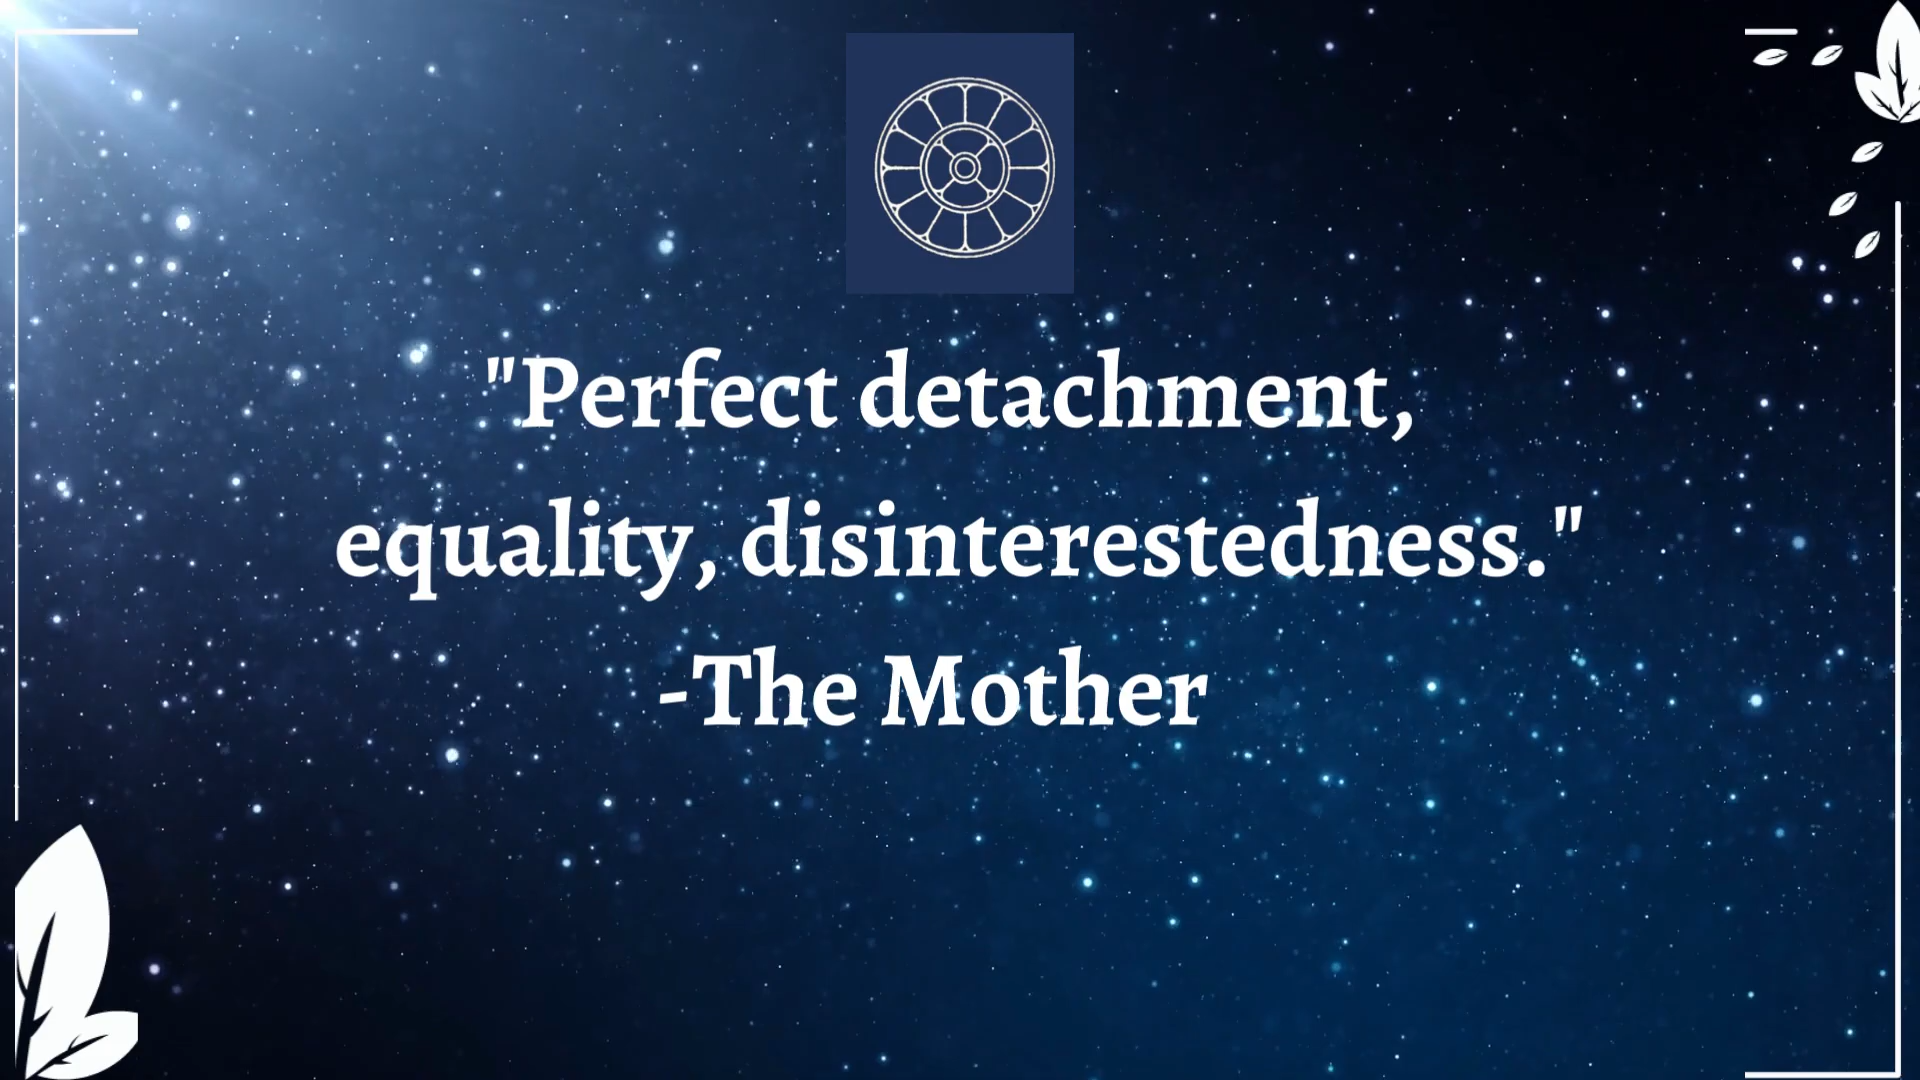 "Perfect detachment,
equality, disinterestedness."
-The Mother